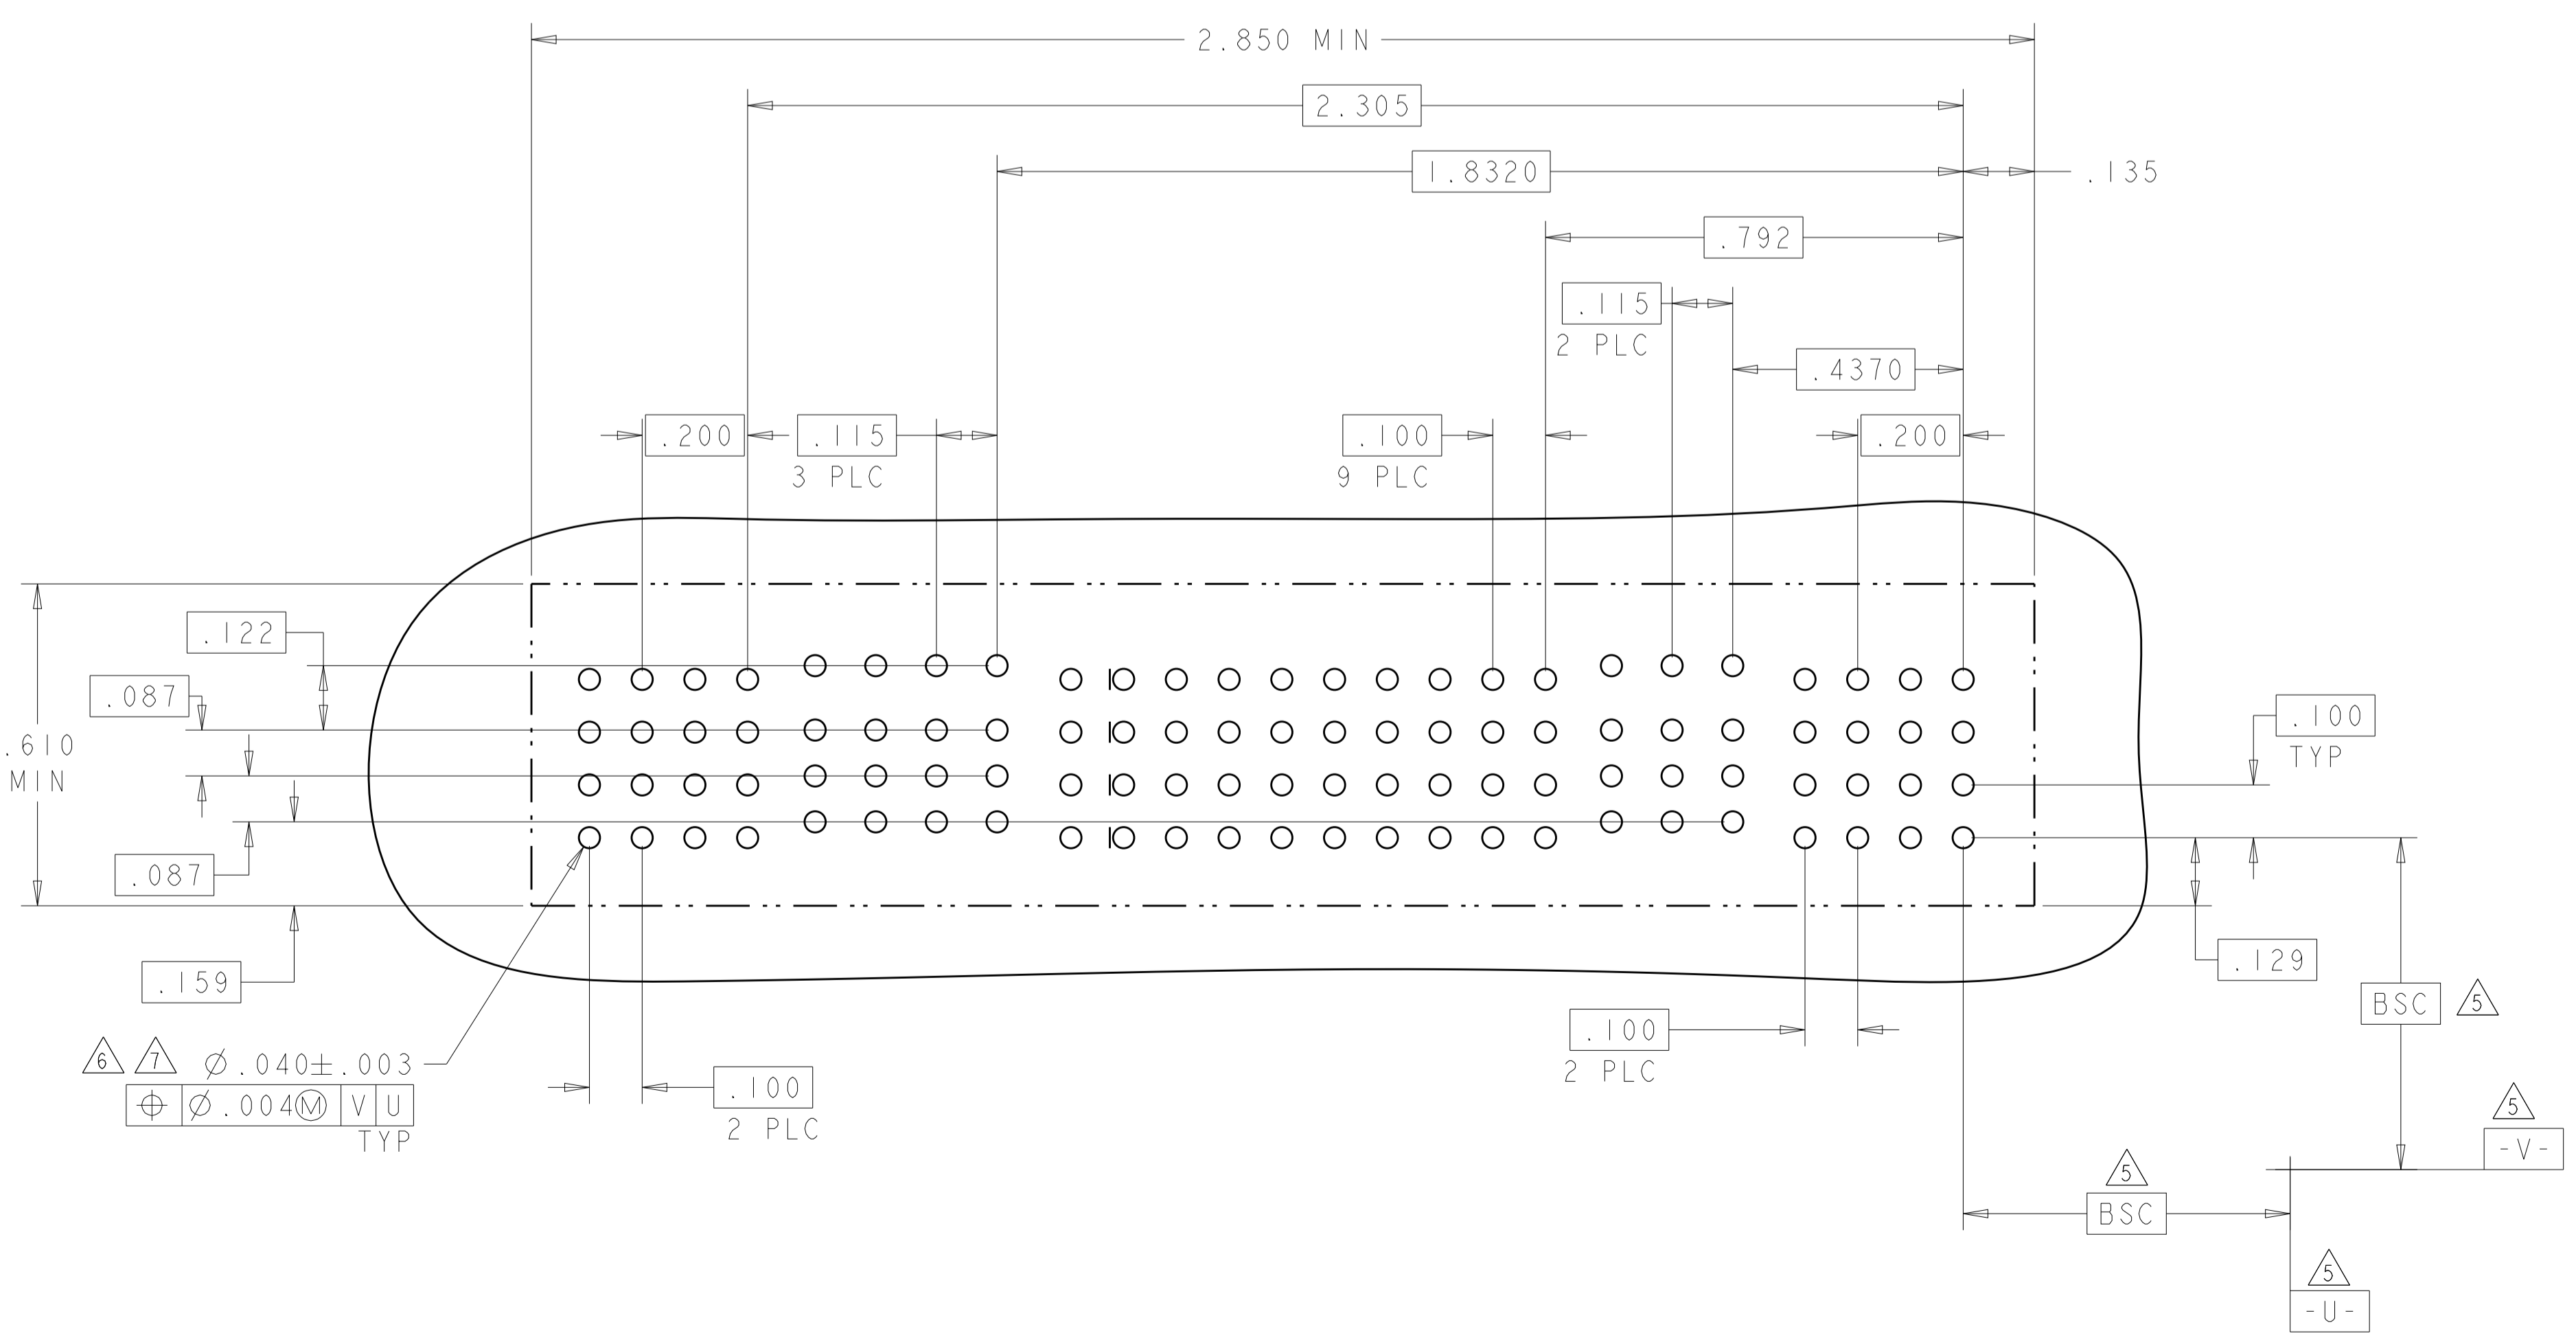 2.850 MIN
2.305
1.8320
.135
.792
.115
2 PLC
.4370
.200
.115
3 PLC
.100
9 PLC
.200
.122
.087
.610
MIN
.100
TYP
.087
.159
.129
BSC
5
6
7
⌀.040±.003
⌖ ⌀.004Ⓜ V U
TYP
.100
2 PLC
.100
2 PLC
5
-V-
5
BSC
5
-U-